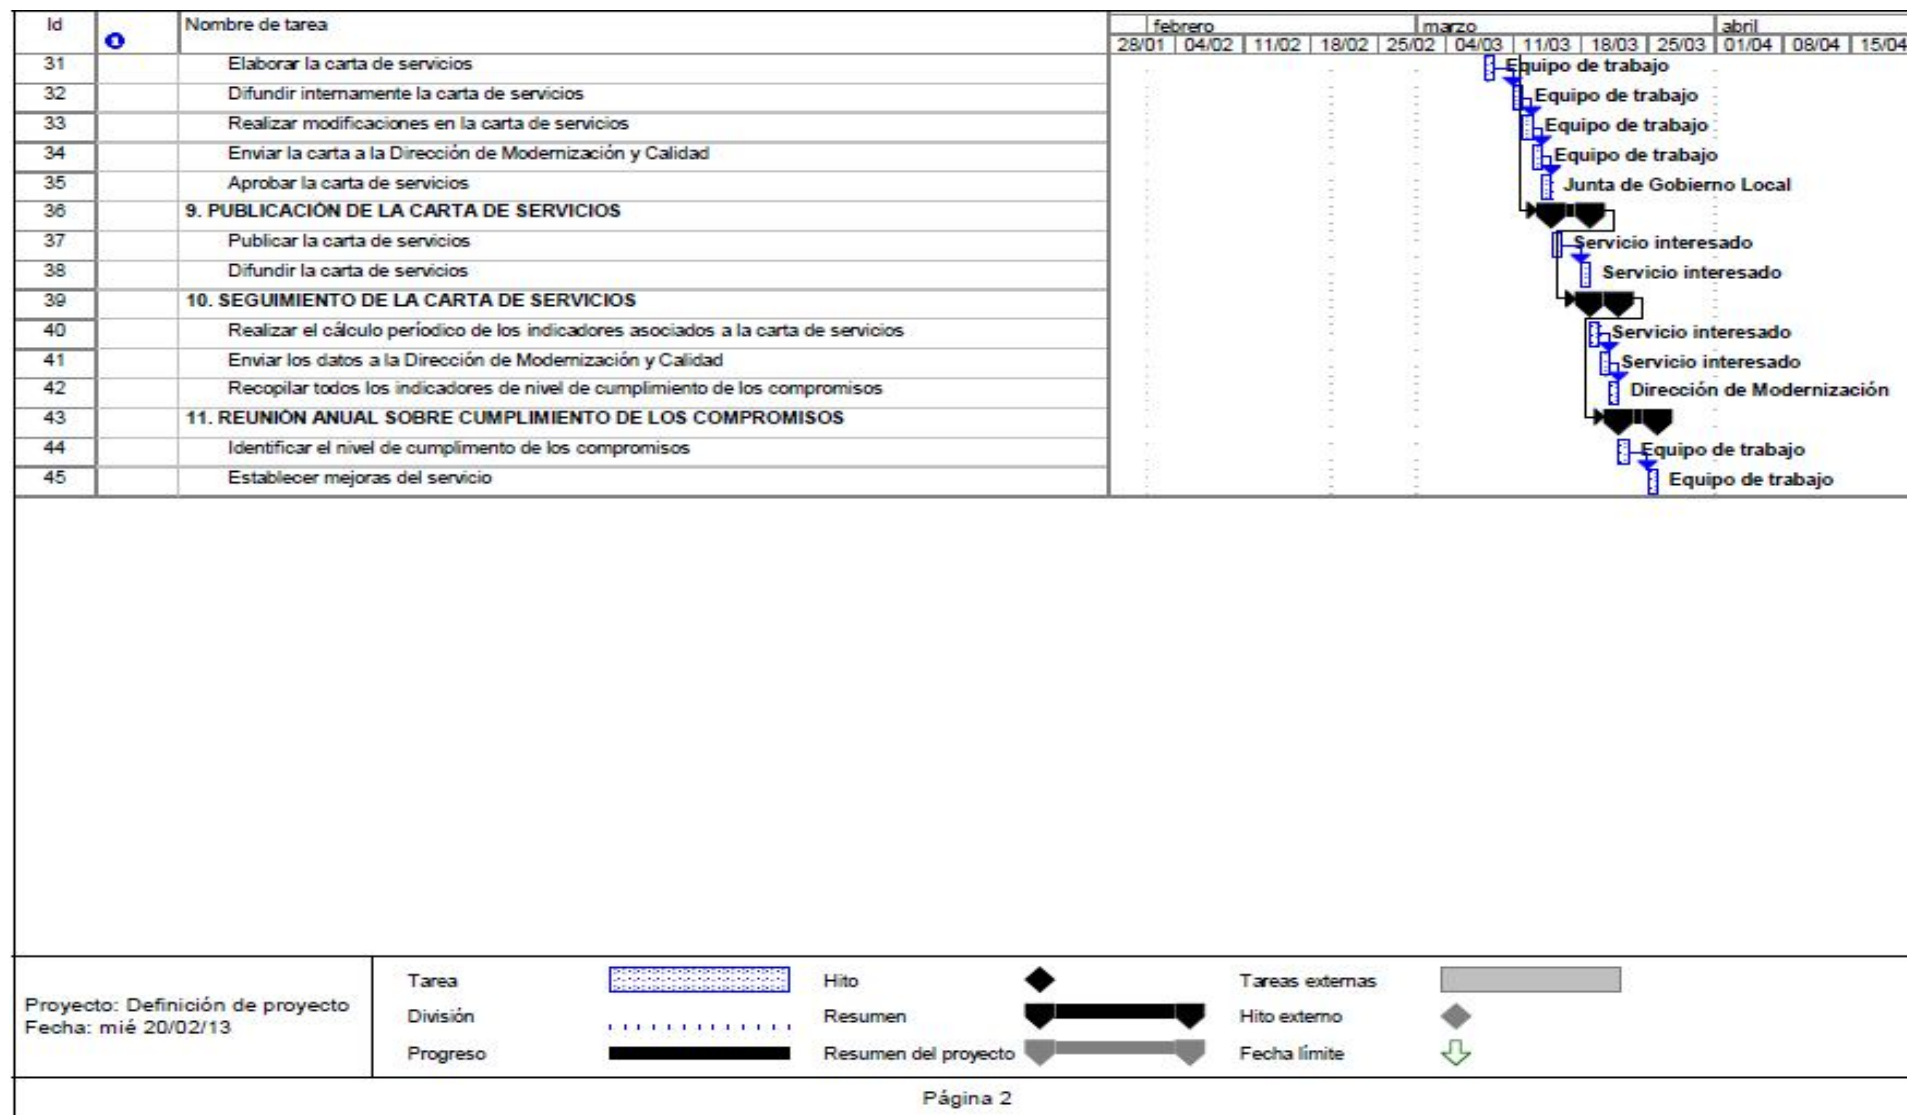 Id Nombre de tarea febrero marzo abril
28/01 04/02 11/02 18/02 25/02 04/03 11/03 18/03 25/03 01/04 08/04 15/04
31 Elaborar la carta de servicios Equipo de trabajo
32 Difundir internamente la carta de servicios Equipo de trabajo
33 Realizar modificaciones en la carta de servicios Equipo de trabajo
34 Enviar la carta a la Dirección de Modernización y Calidad Equipo de trabajo
35 Aprobar la carta de servicios Junta de Gobierno Local
36 9. PUBLICACIÓN DE LA CARTA DE SERVICIOS
37 Publicar la carta de servicios Servicio interesado
38 Difundir la carta de servicios Servicio interesado
39 10. SEGUIMIENTO DE LA CARTA DE SERVICIOS
40 Realizar el cálculo períodico de los indicadores asociados a la carta de servicios Servicio interesado
41 Enviar los datos a la Dirección de Modernización y Calidad Servicio interesado
42 Recopilar todos los indicadores de nivel de cumplimiento de los compromisos Dirección de Modernización
43 11. REUNIÓN ANUAL SOBRE CUMPLIMIENTO DE LOS COMPROMISOS
44 Identificar el nivel de cumplimento de los compromisos Equipo de trabajo
45 Establecer mejoras del servicio Equipo de trabajo
Proyecto: Definición de proyecto
Fecha: mié 20/02/13
Tarea Hito Tareas externas
División Resumen Hito externo
Progreso Resumen del proyecto Fecha límite
Página 2